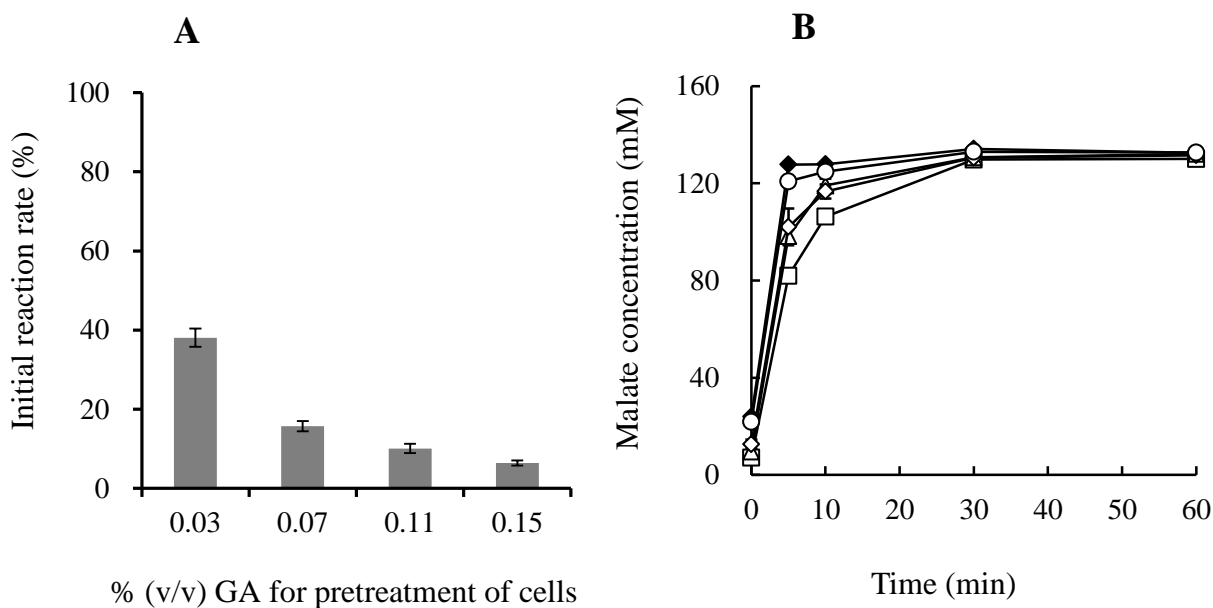 A
Initial reaction rate (%)
100
80
60
40
20
0
0.03 0.07 0.11 0.15
% (v/v) GA for pretreatment of cells
B
Malate concentration (mM)
160
120
80
40
0
0 10 20 30 40 50 60
Time (min)